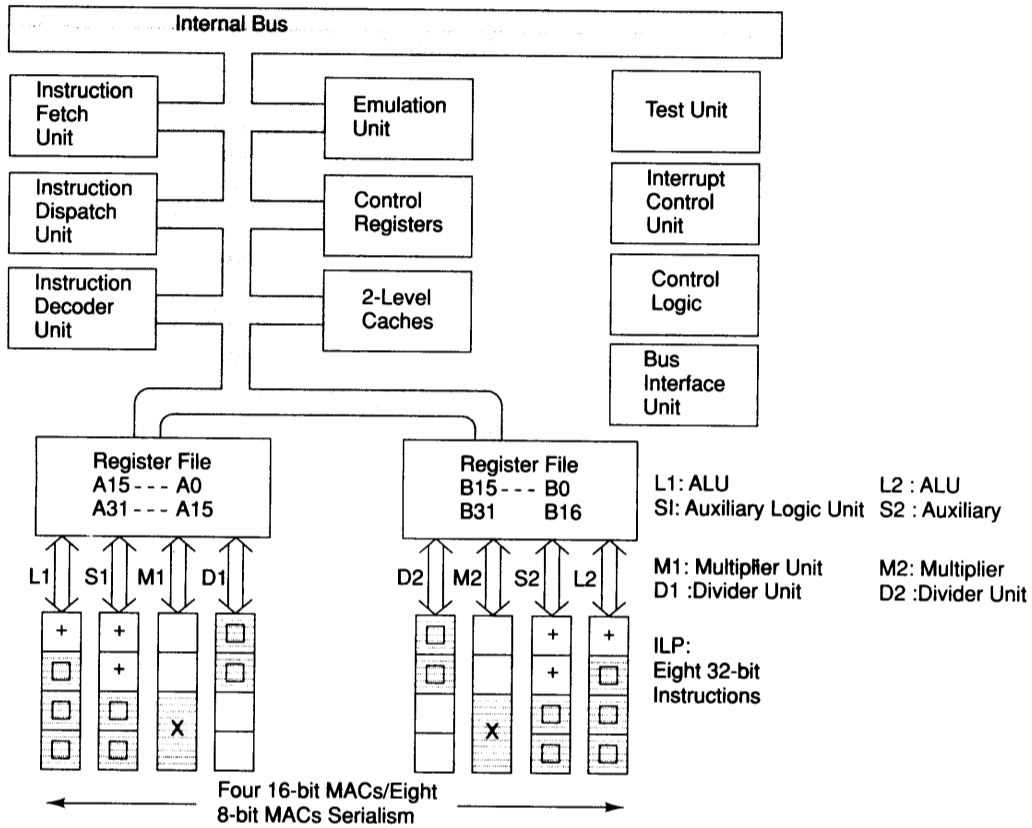 Internal Bus
Instruction
Fetch
Unit
Emulation
Unit
Test Unit
Instruction
Dispatch
Unit
Control
Registers
Interrupt
Control
Unit
Instruction
Decoder
Unit
2-Level
Caches
Control
Logic
Bus
Interface
Unit
Register File
A15 - - - A0
A31 - - - A15
Register File
B15 - - - B0
B31 B16
L1: ALU
SI: Auxiliary Logic Unit
L2 : ALU
S2 : Auxiliary
L1
S1
M1
D1
D2
M2
S2
L2
M1: Multiplier Unit
D1 :Divider Unit
M2: Multiplier
D2 :Divider Unit
+ +
+
X
+ +
+
X
ILP:
Eight 32-bit
Instructions
Four 16-bit MACs/Eight
8-bit MACs Serialism